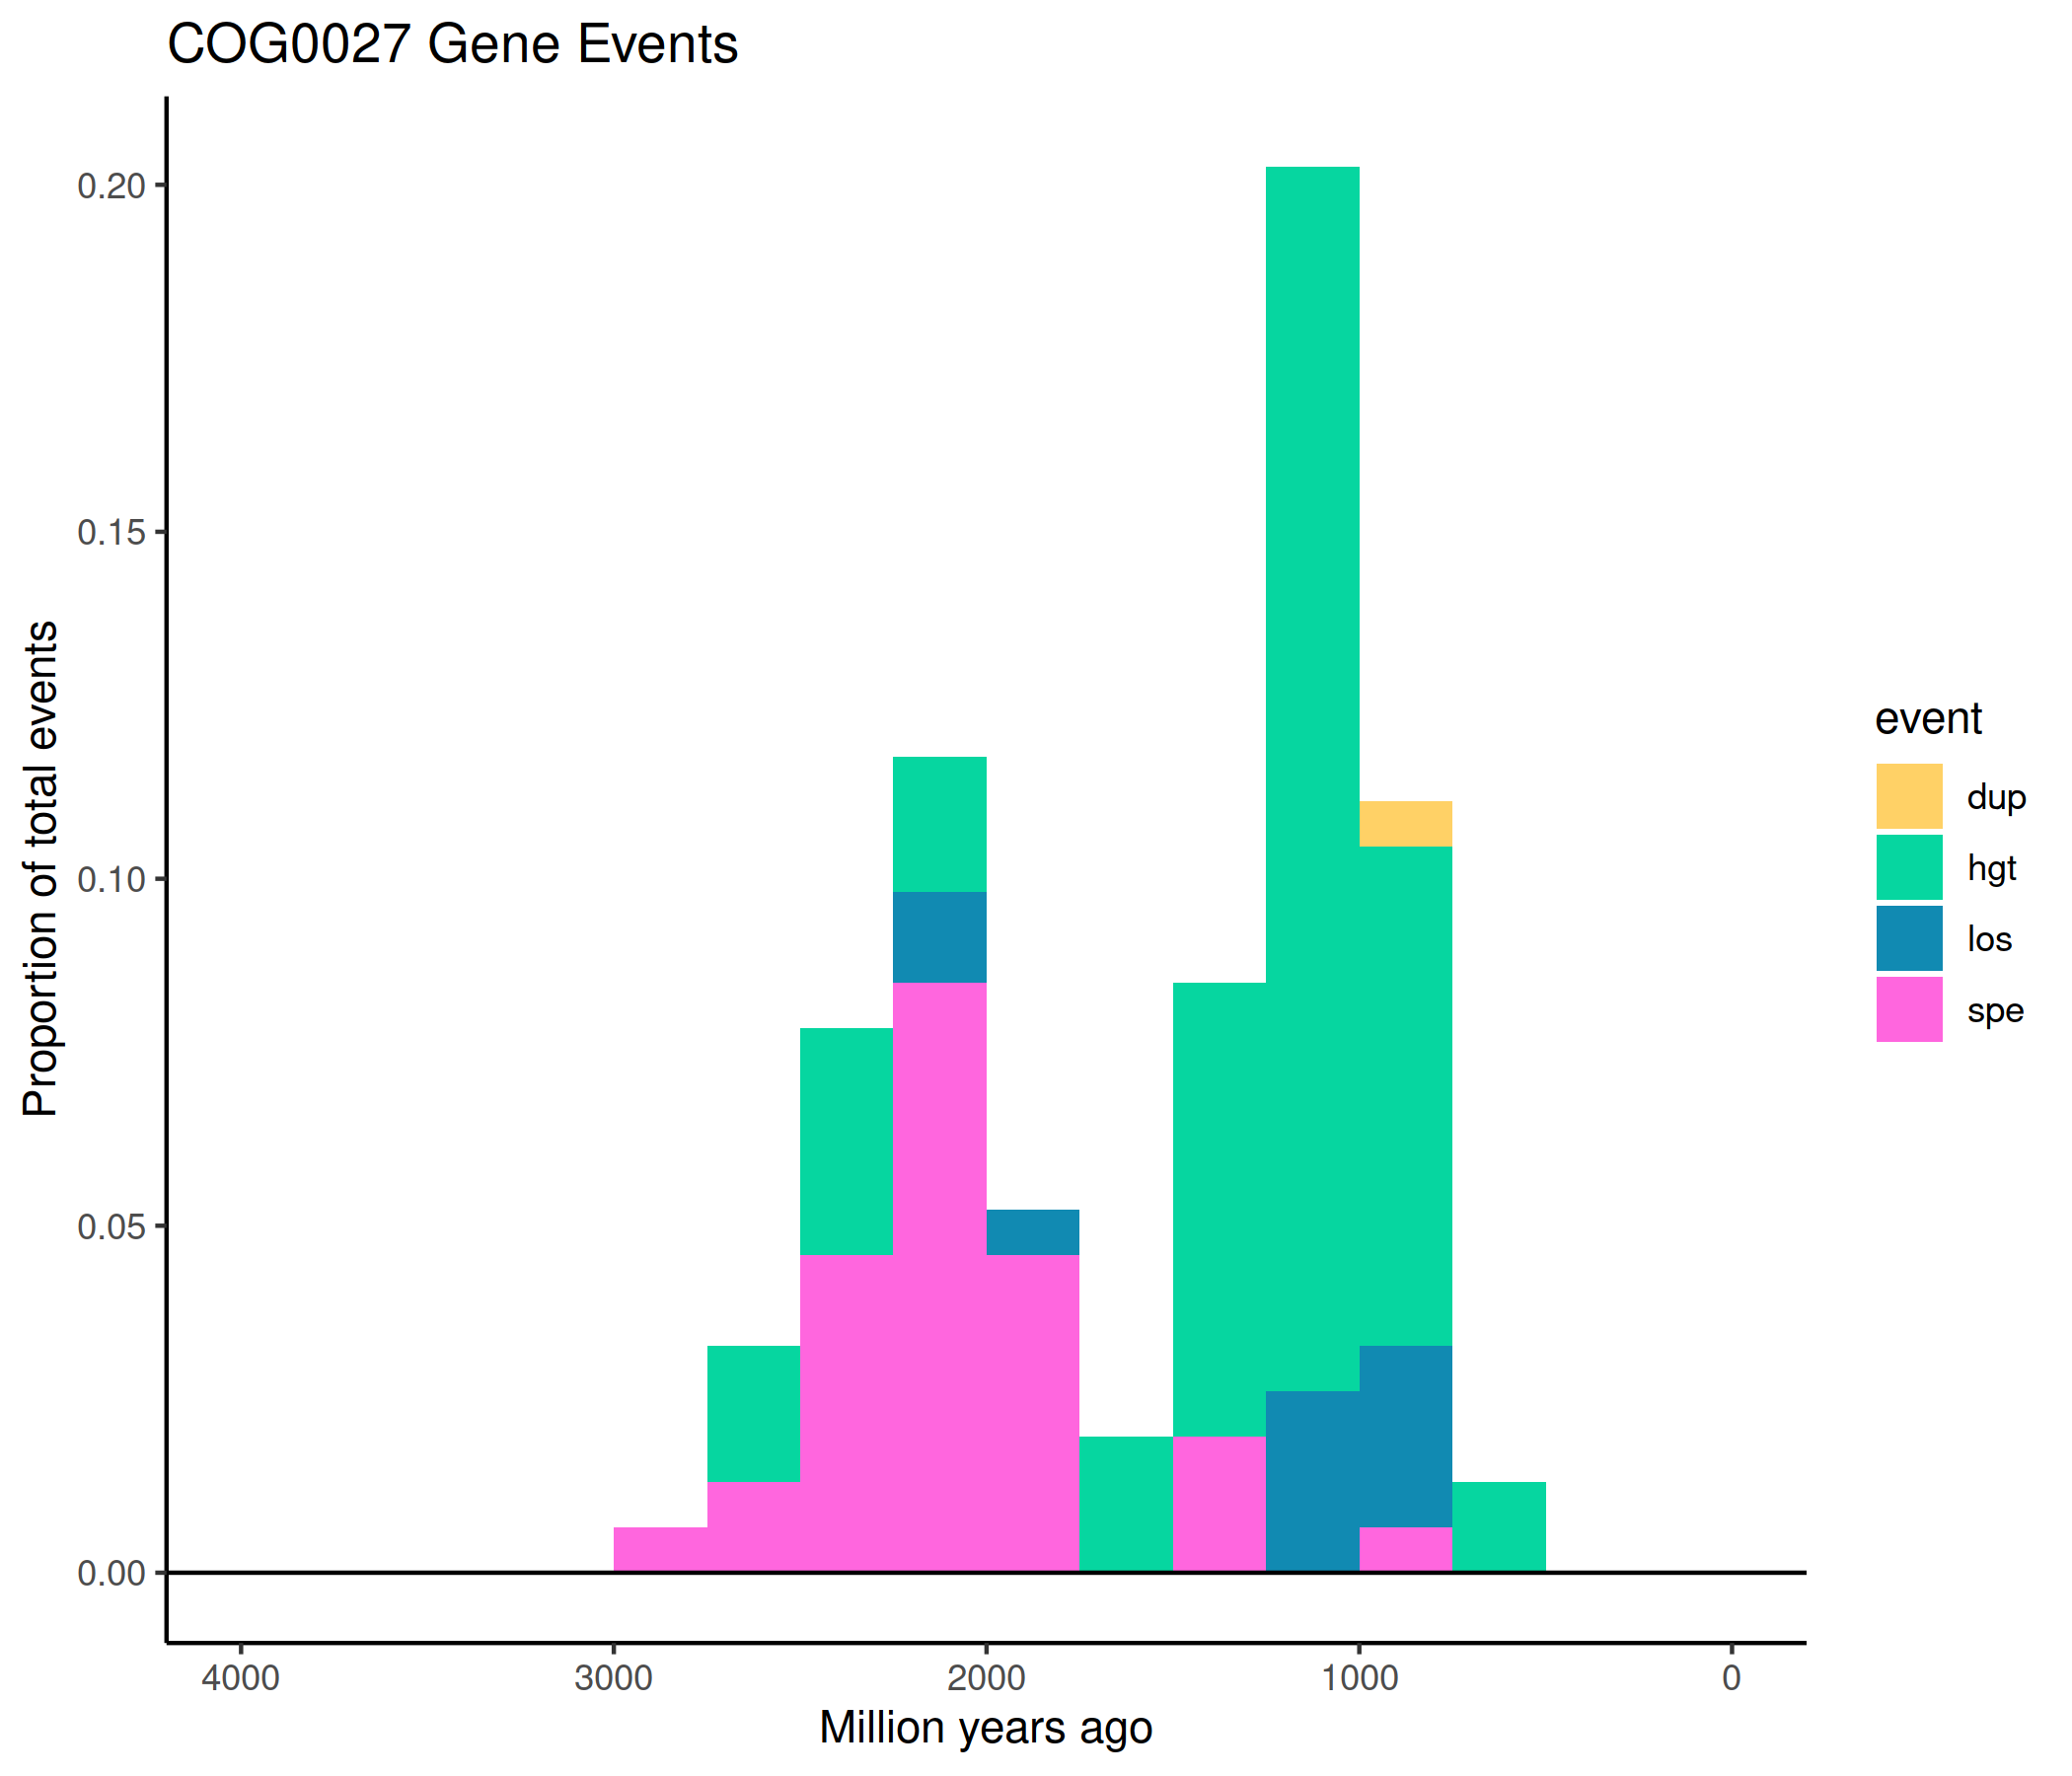 COG0027 Gene Events
Proportion of total events
0.20
0.15
0.10
0.05
0.00
4000 3000 2000 1000 0
Million years ago
event
dup
hgt
los
spe